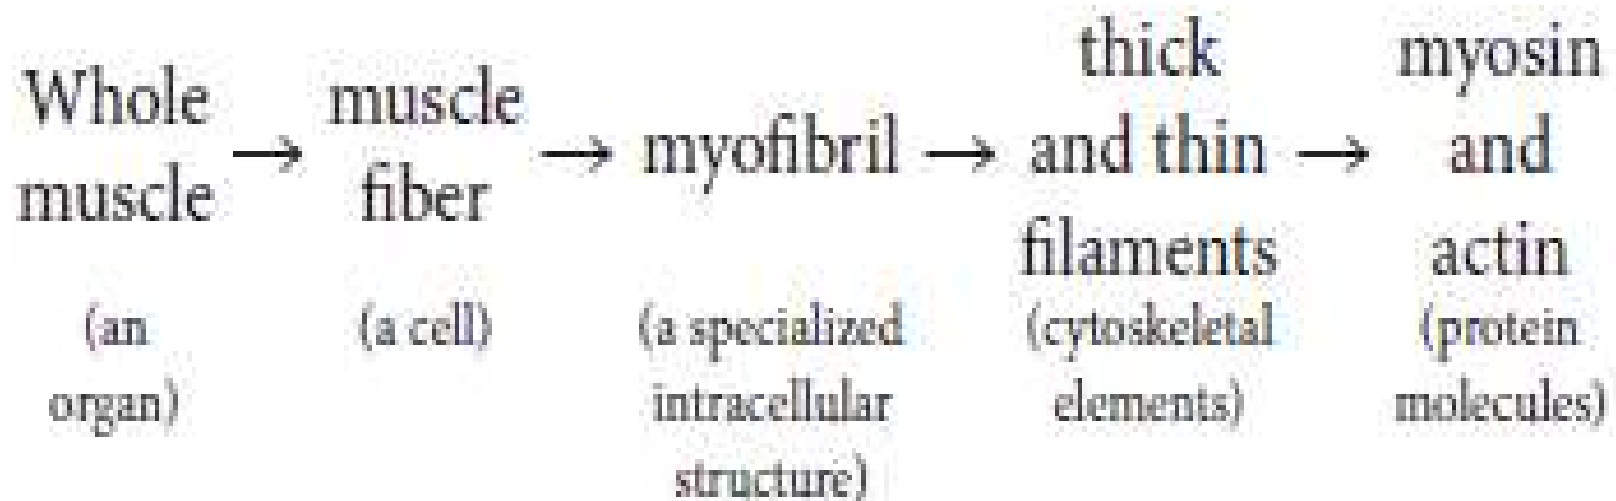 Whole muscle → muscle fiber → myofibril → thick and thin filaments → myosin and actin
(an organ) (a cell) (a specialized intracellular structure) (cytoskeletal elements) (protein molecules)